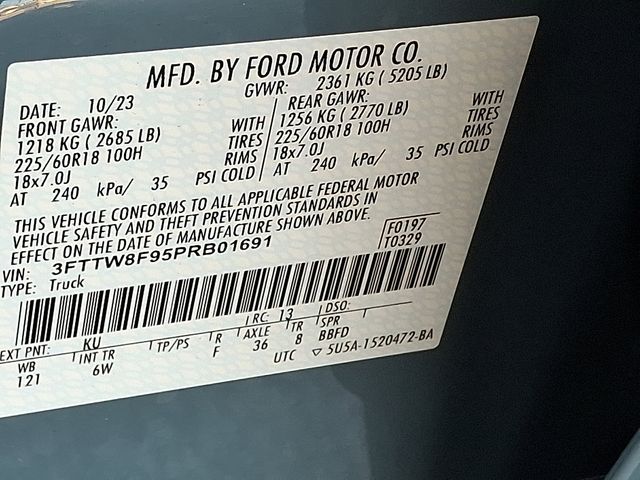 MFD. BY FORD MOTOR CO.
DATE: 10/23 GVWR: 2361 KG ( 5205 LB)
FRONT GAWR: REAR GAWR:
1218 KG ( 2685 LB) WITH 1256 KG ( 2770 LB) WITH
225/60R18 100H TIRES 225/60R18 100H TIRES
18x7.0J RIMS 18x7.0J RIMS
AT 240 kPa/ 35 PSI COLD AT 240 kPa/ 35 PSI COLD
THIS VEHICLE CONFORMS TO ALL APPLICABLE FEDERAL MOTOR
VEHICLE SAFETY AND THEFT PREVENTION STANDARDS IN
EFFECT ON THE DATE OF MANUFACTURE SHOWN ABOVE.
F0197
VIN: 3FTTW8F95PRB01691 T0329
TYPE: Truck
EXT PNT: KU RC: 13 DSO:
WB INT TR TP/PS R AXLE TR SPR
121 6W F 36 8 BBFD
UTC ▽ 5U5A-1520472-BA